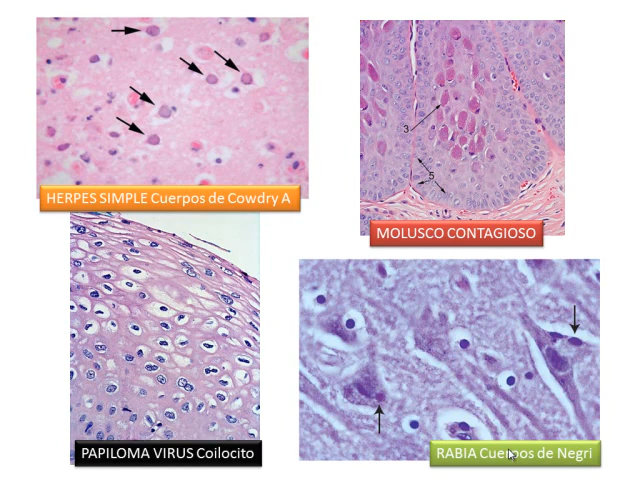 HERPES SIMPLE Cuerpos de Cowdry A
3
5
MOLUSCO CONTAGIOSO
PAPILOMA VIRUS Coilocito
RABIA Cuerpos de Negri